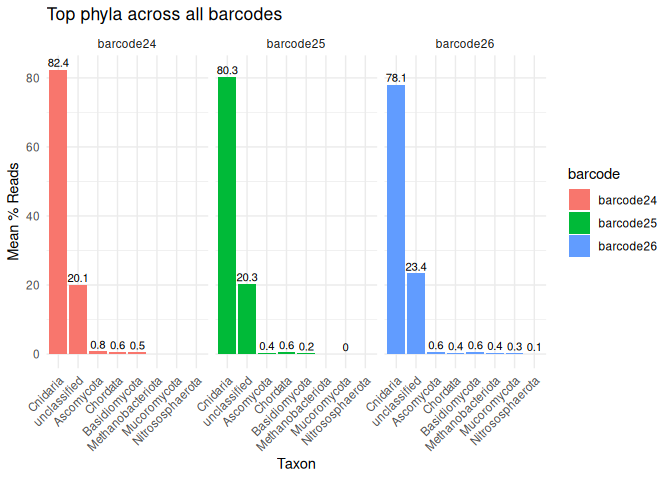 Top phyla across all barcodes
barcode24
barcode25
barcode26
82.4
20.1
0.8
0.6
0.5
80.3
20.3
0.4
0.6
0.2
0
78.1
23.4
0.6
0.4
0.6
0.4
0.3
0.1
80
60
40
20
0
Mean % Reads
Cnidaria
unclassified
Ascomycota
Chordata
Basidiomycota
Methanobacteriota
Mucoromycota
Nitrososphaerota
Cnidaria
unclassified
Ascomycota
Chordata
Basidiomycota
Methanobacteriota
Mucoromycota
Nitrososphaerota
Cnidaria
unclassified
Ascomycota
Chordata
Basidiomycota
Methanobacteriota
Mucoromycota
Nitrososphaerota
Taxon
barcode
barcode24
barcode25
barcode26